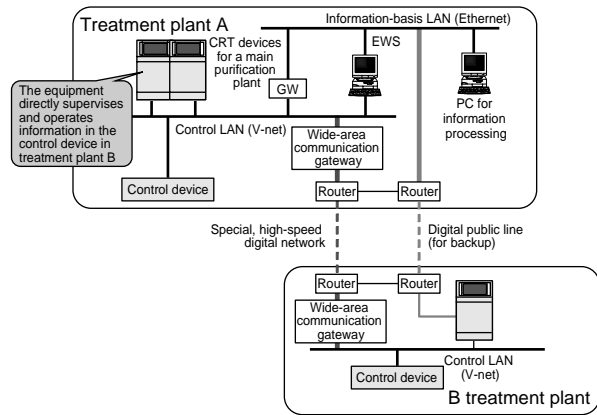 Treatment plant A
Information-basis LAN (Ethernet)
CRT devices
for a main
purification
plant
EWS
GW
PC for
information
processing
The equipment
directly supervises
and operates
information in the
control device in
treatment plant B
Control LAN (V-net)
Wide-area
communication
gateway
Control device
Router
Router
Special, high-speed
digital network
Digital public line
(for backup)
Router
Router
Wide-area
communication
gateway
Control LAN
(V-net)
Control device
B treatment plant